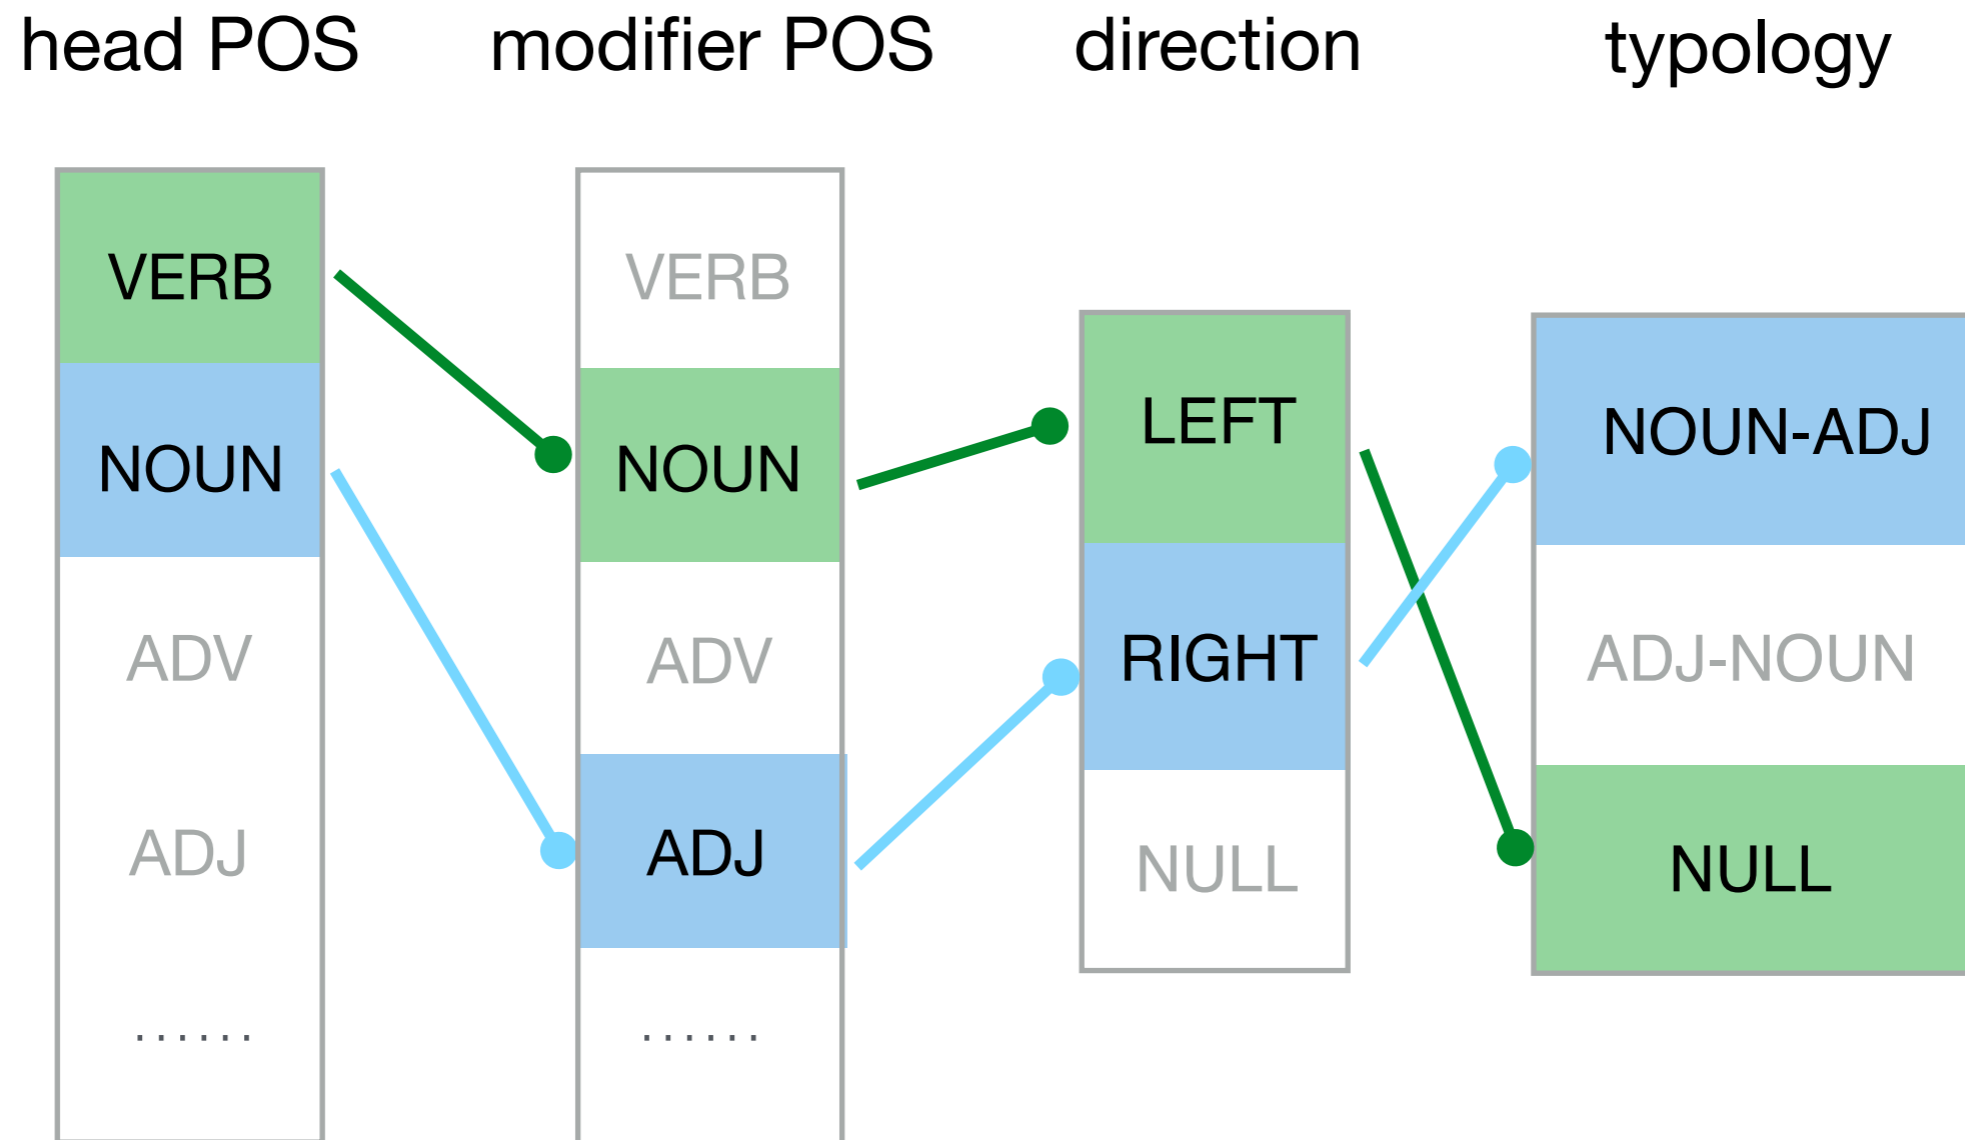 head POS
modifier POS
direction
typology
VERB
NOUN
ADV
ADJ
......
VERB
NOUN
ADV
ADJ
......
LEFT
RIGHT
NULL
NOUN-ADJ
ADJ-NOUN
NULL